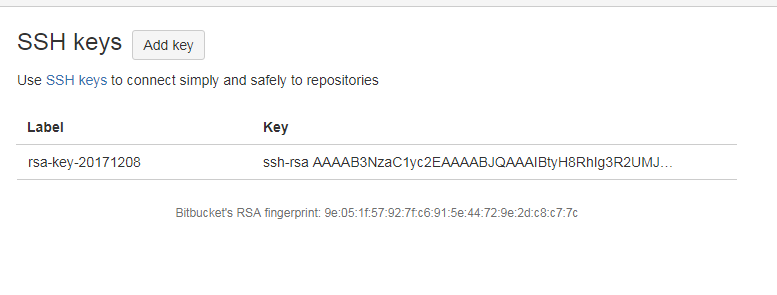 SSH keys Add key
Use SSH keys to connect simply and safely to repositories
Label Key
rsa-key-20171208 ssh-rsa AAAAB3NzaC1yc2EAAAABJQAAAIBtyH8RhIg3R2UMJ…
Bitbucket's RSA fingerprint: 9e:05:1f:57:92:7f:c6:91:5e:44:72:9e:2d:c8:c7:7c